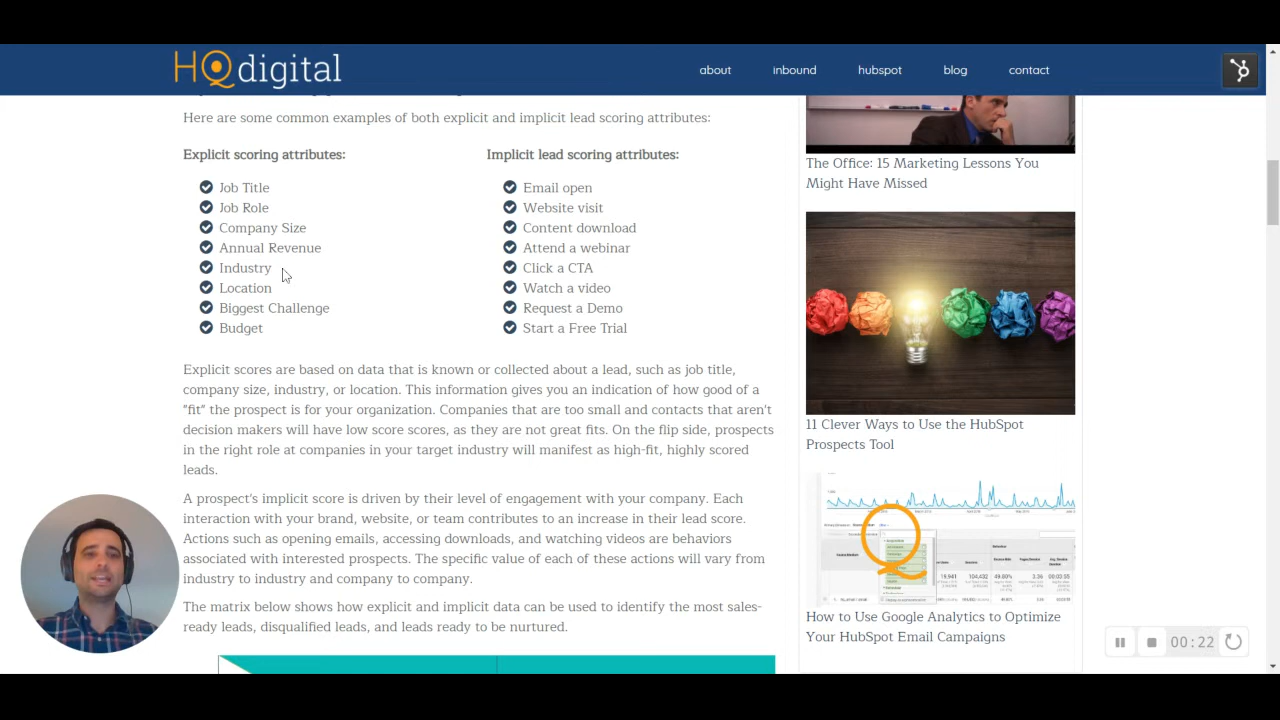 HQdigital
about inbound hubspot blog contact
Here are some common examples of both explicit and implicit lead scoring attributes:
Explicit scoring attributes:
Job Title
Job Role
Company Size
Annual Revenue
Industry
Location
Biggest Challenge
Budget
Implicit lead scoring attributes:
Email open
Website visit
Content download
Attend a webinar
Click a CTA
Watch a video
Request a Demo
Start a Free Trial
Explicit scores are based on data that is known or collected about a lead, such as job title,
company size, industry, or location. This information gives you an indication of how good of a
"fit" the prospect is for your organization. Companies that are too small and contacts that aren't
decision makers will have low score scores, as they are not great fits. On the flip side, prospects
in the right role at companies in your target industry will manifest as high-fit, highly scored
leads.
A prospect's implicit score is driven by their level of engagement with your company. Each
interaction with your brand, website, or team contributes to an increase in their lead score.
Actions such as opening emails, accessing downloads, and watching videos are behaviors
associated with interested prospects. The specific value of each of these actions will vary from
industry to industry and company to company.
The matrix below shows how explicit and implicit data can be used to identify the most sales-
ready leads, disqualified leads, and leads ready to be nurtured.
The Office: 15 Marketing Lessons You
Might Have Missed
11 Clever Ways to Use the HubSpot
Prospects Tool
19,941 104,432 49.80% 3.36 00:03:55
How to Use Google Analytics to Optimize
Your HubSpot Email Campaigns
00:22